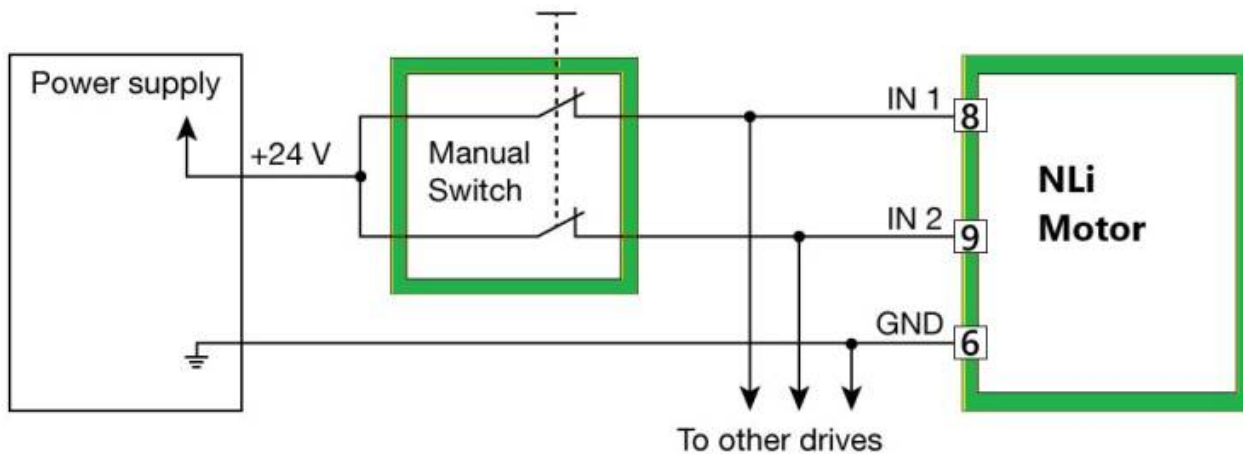 Power supply
+24 V
Manual
Switch
IN 1
8
IN 2
9
GND
6
NLi
Motor
To other drives